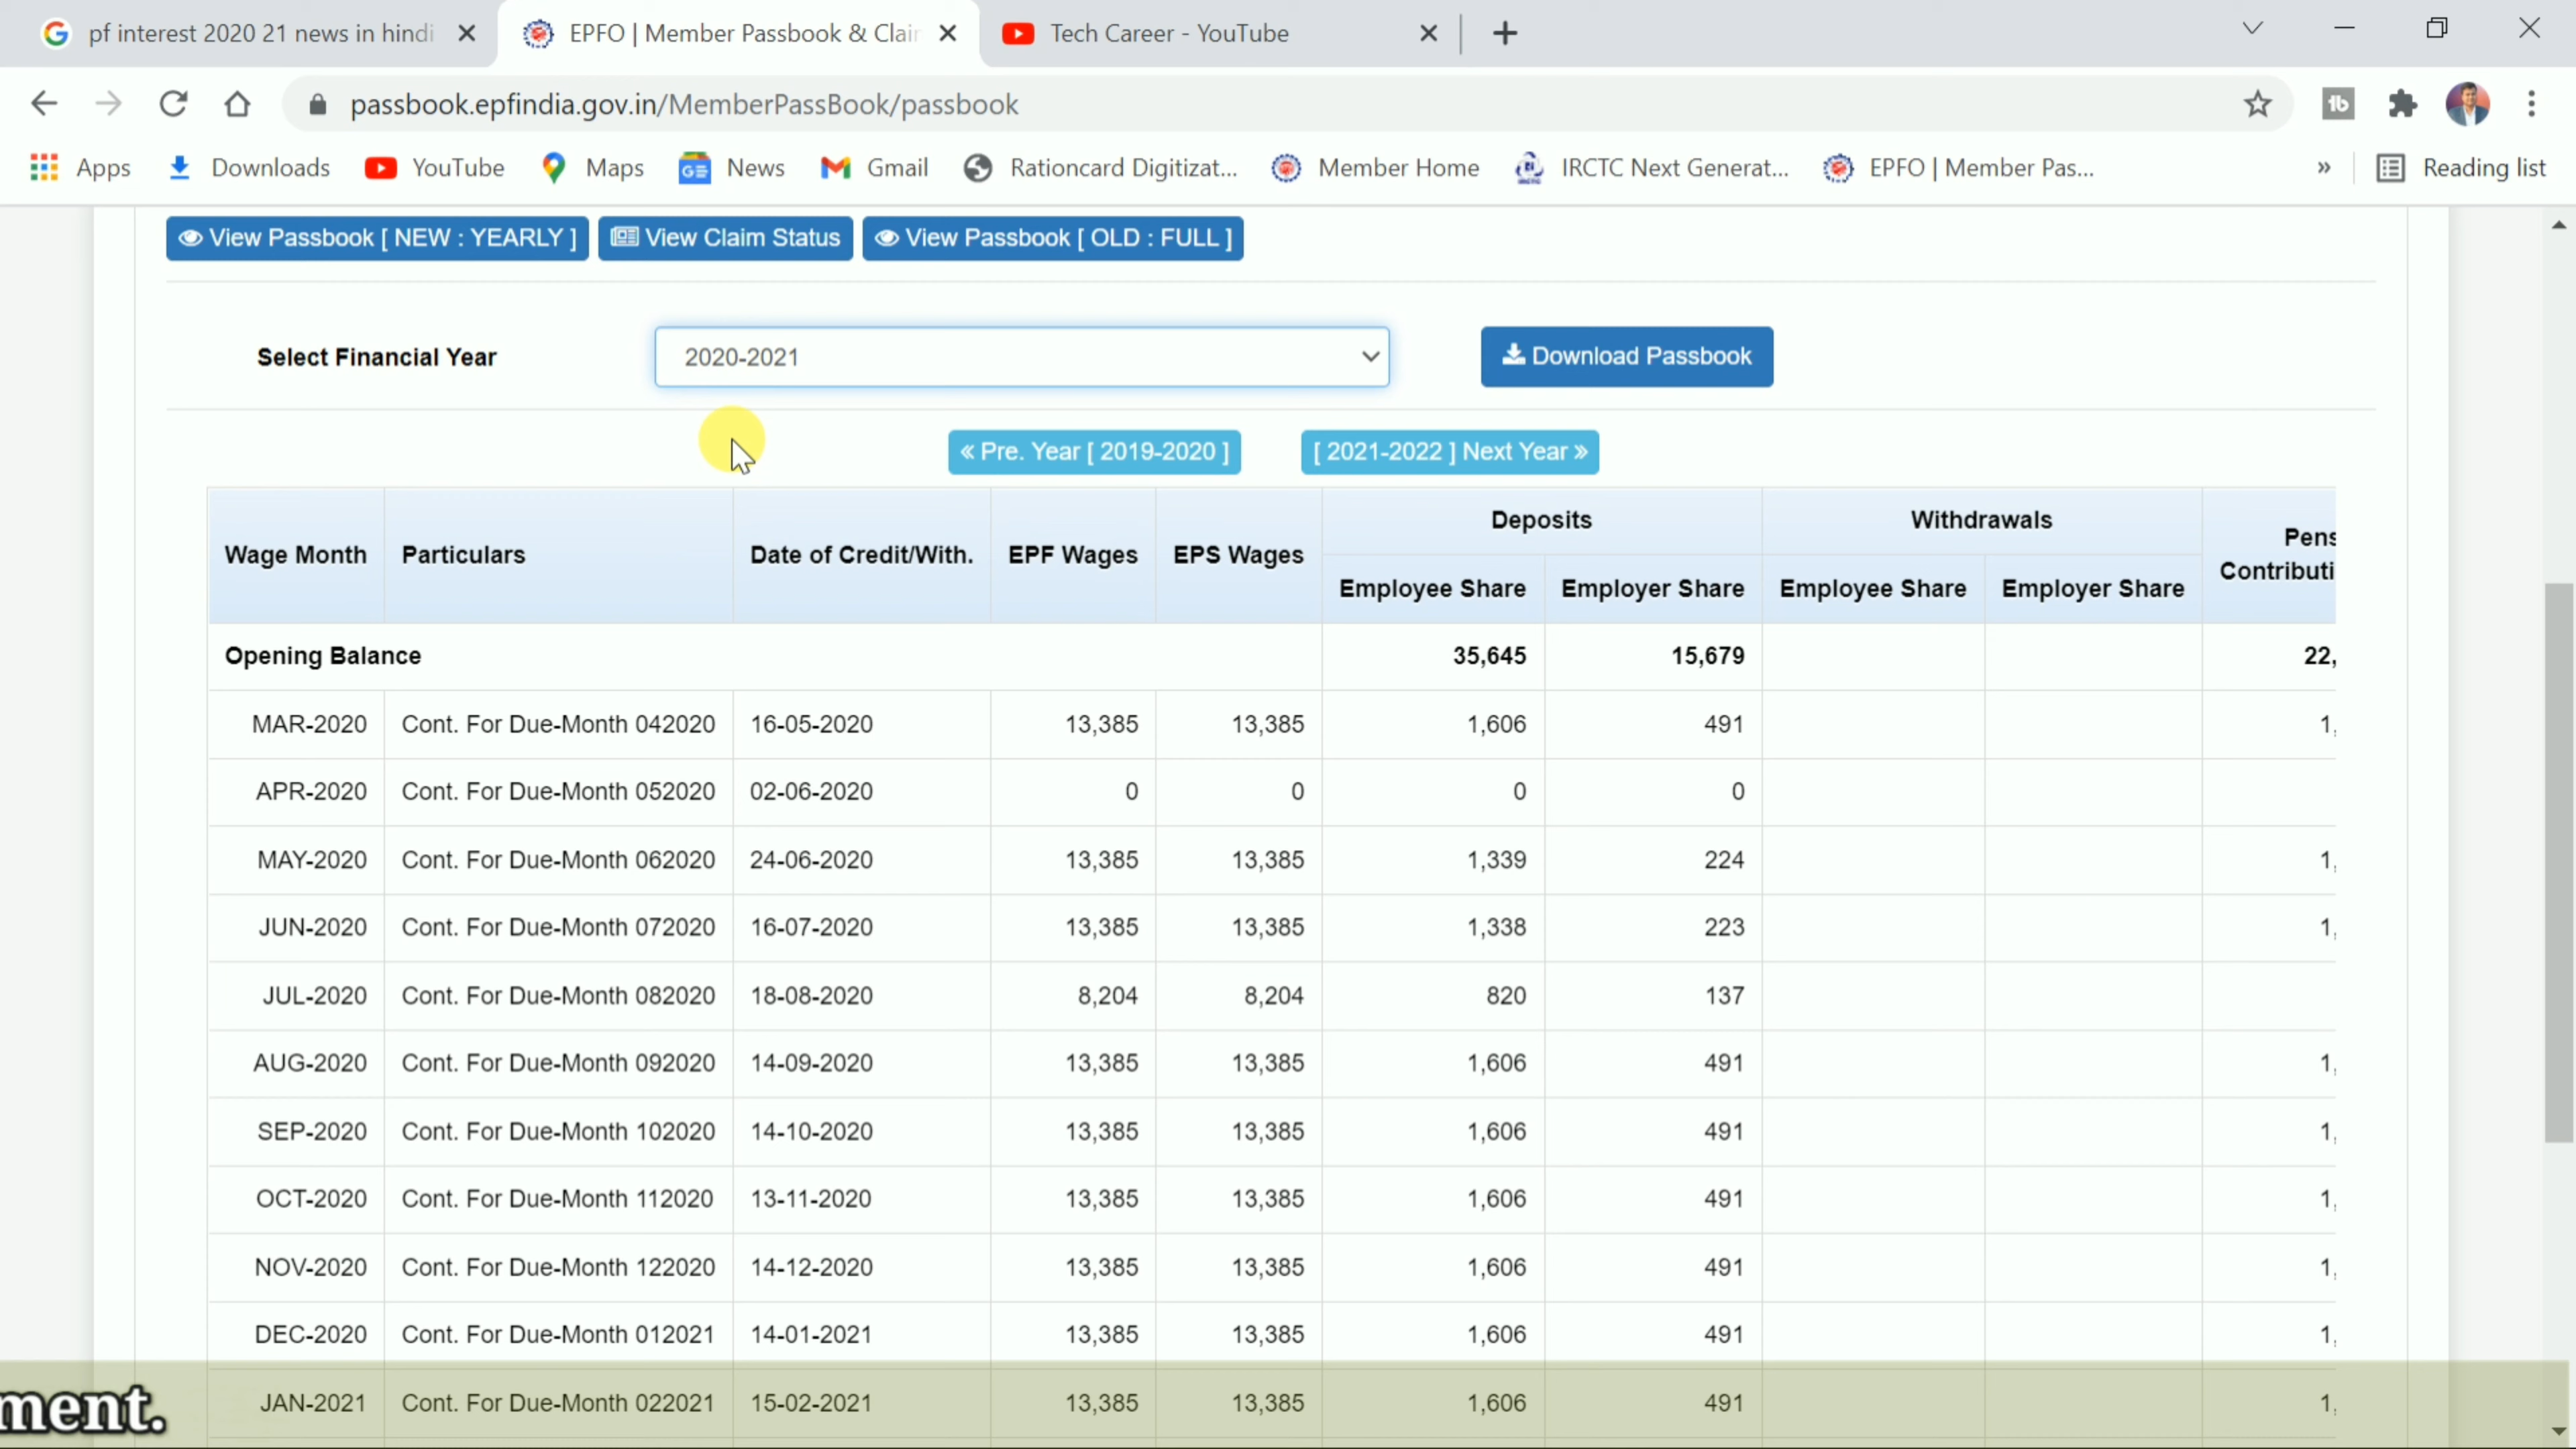 pf interest 2020 21 news in hindi
EPFO | Member Passbook & Clai
Tech Career - YouTube
passbook.epfindia.gov.in/MemberPassBook/passbook
Apps Downloads YouTube Maps News Gmail Rationcard Digitizat... Member Home IRCTC Next Generat... EPFO | Member Pas... » Reading list
View Passbook [ NEW : YEARLY ] View Claim Status View Passbook [ OLD : FULL ]
Select Financial Year 2020-2021 Download Passbook
« Pre. Year [ 2019-2020 ] [ 2021-2022 ] Next Year »
Deposits Withdrawals
Wage Month Particulars Date of Credit/With. EPF Wages EPS Wages Pens
Contributi
Employee Share Employer Share Employee Share Employer Share
Opening Balance 35,645 15,679 22,
MAR-2020 Cont. For Due-Month 042020 16-05-2020 13,385 13,385 1,606 491 1,
APR-2020 Cont. For Due-Month 052020 02-06-2020 0 0 0 0
MAY-2020 Cont. For Due-Month 062020 24-06-2020 13,385 13,385 1,339 224 1,
JUN-2020 Cont. For Due-Month 072020 16-07-2020 13,385 13,385 1,338 223 1,
JUL-2020 Cont. For Due-Month 082020 18-08-2020 8,204 8,204 820 137
AUG-2020 Cont. For Due-Month 092020 14-09-2020 13,385 13,385 1,606 491 1,
SEP-2020 Cont. For Due-Month 102020 14-10-2020 13,385 13,385 1,606 491 1,
OCT-2020 Cont. For Due-Month 112020 13-11-2020 13,385 13,385 1,606 491 1,
NOV-2020 Cont. For Due-Month 122020 14-12-2020 13,385 13,385 1,606 491 1,
DEC-2020 Cont. For Due-Month 012021 14-01-2021 13,385 13,385 1,606 491 1,
JAN-2021 Cont. For Due-Month 022021 15-02-2021 13,385 13,385 1,606 491 1,
ment.